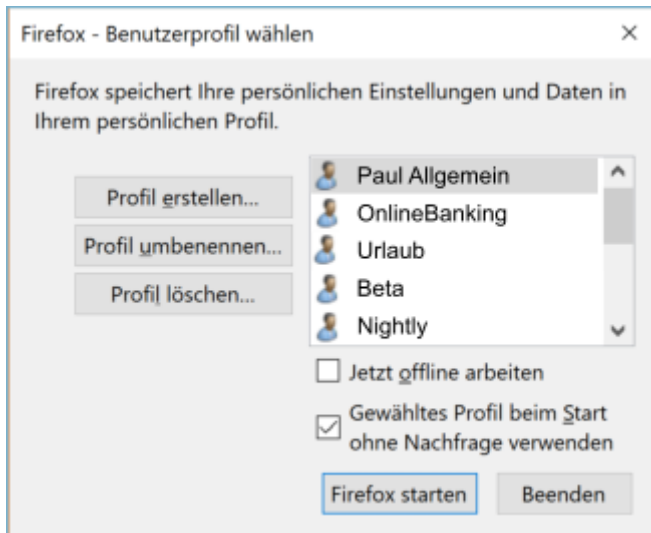 Firefox - Benutzerprofil wählen
Firefox speichert Ihre persönlichen Einstellungen und Daten in
Ihrem persönlichen Profil.
Profil erstellen...
Profil umbenennen...
Profil löschen...
Paul Allgemein
OnlineBanking
Urlaub
Beta
Nightly
Jetzt offline arbeiten
Gewähltes Profil beim Start
ohne Nachfrage verwenden
Firefox starten
Beenden